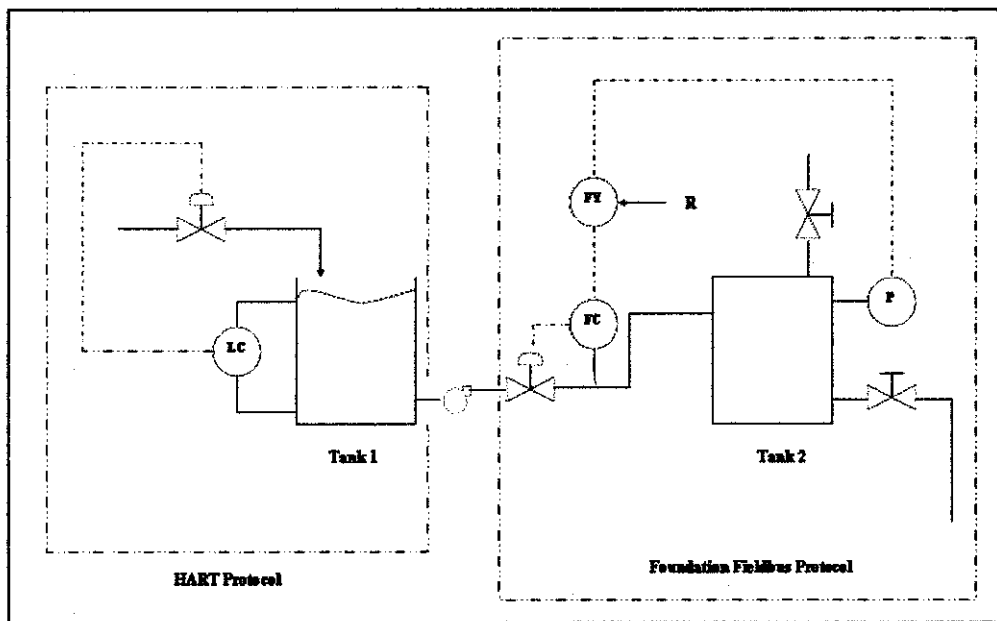 FY
R
P
FC
LC
Tank 1
Tank 2
HART Protocol
Foundation Fieldbus Protocol